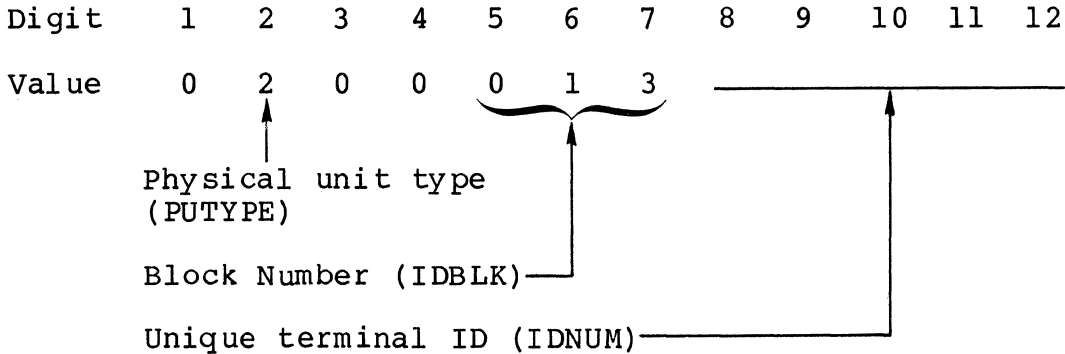 Digit 1 2 3 4 5 6 7 8 9 10 11 12
Value 0 2 0 0 0 1 3
Physical unit type
(PUTYPE)
Block Number (IDBLK)
Unique terminal ID (IDNUM)